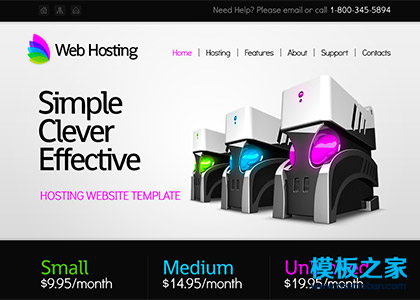 Need Help? Please email or call 1-800-345-5894
Web Hosting
Home | Hosting | Features | About | Support | Contacts
Simple
Clever
Effective
HOSTING WEBSITE TEMPLATE
Small Medium
$9.95/month $14.95/month $19.95/month
模板之家